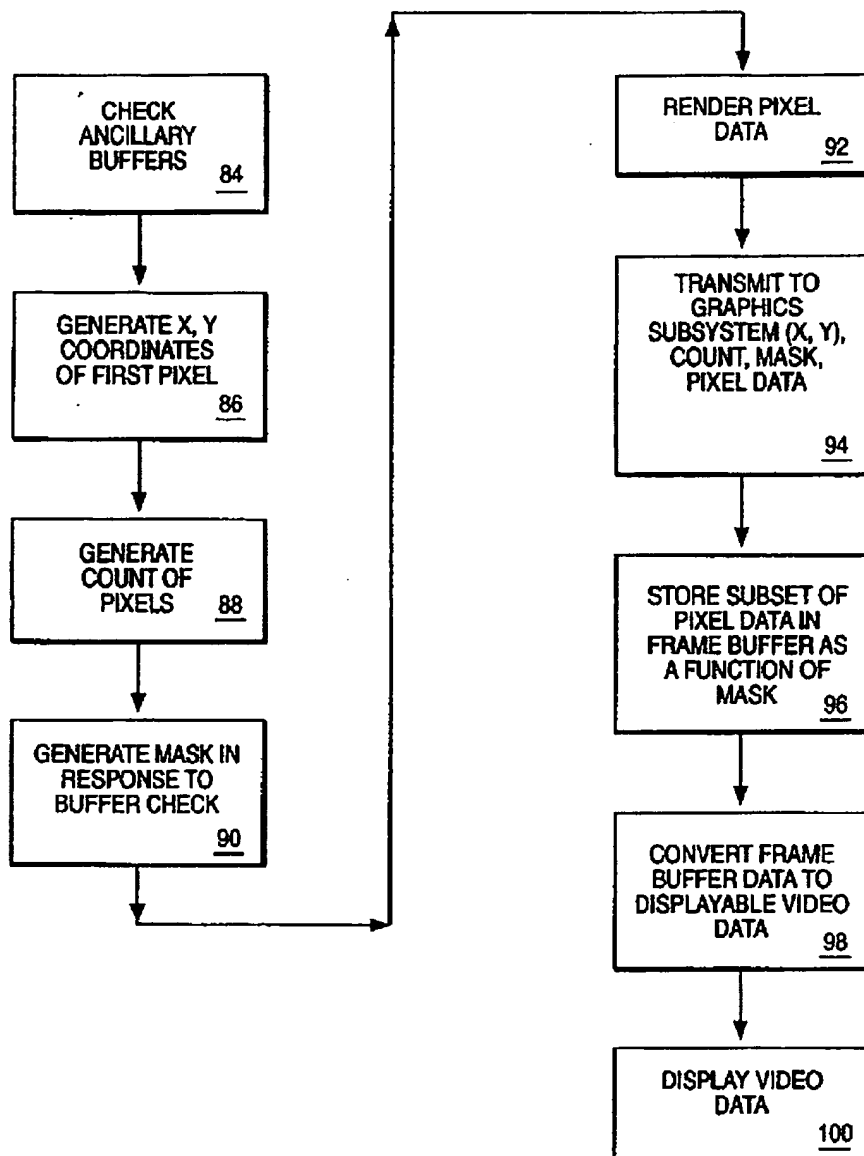 CHECK
ANCILLARY
BUFFERS
84
GENERATE X, Y
COORDINATES
OF FIRST PIXEL
86
GENERATE
COUNT OF
PIXELS
88
GENERATE MASK IN
RESPONSE TO
BUFFER CHECK
90
RENDER PIXEL
DATA
92
TRANSMIT TO
GRAPHICS
SUBSYSTEM (X, Y),
COUNT, MASK,
PIXEL DATA
94
STORE SUBSET OF
PIXEL DATA IN
FRAME BUFFER AS
A FUNCTION OF
MASK
96
CONVERT FRAME
BUFFER DATA TO
DISPLAYABLE VIDEO
DATA
98
DISPLAY VIDEO
DATA
100